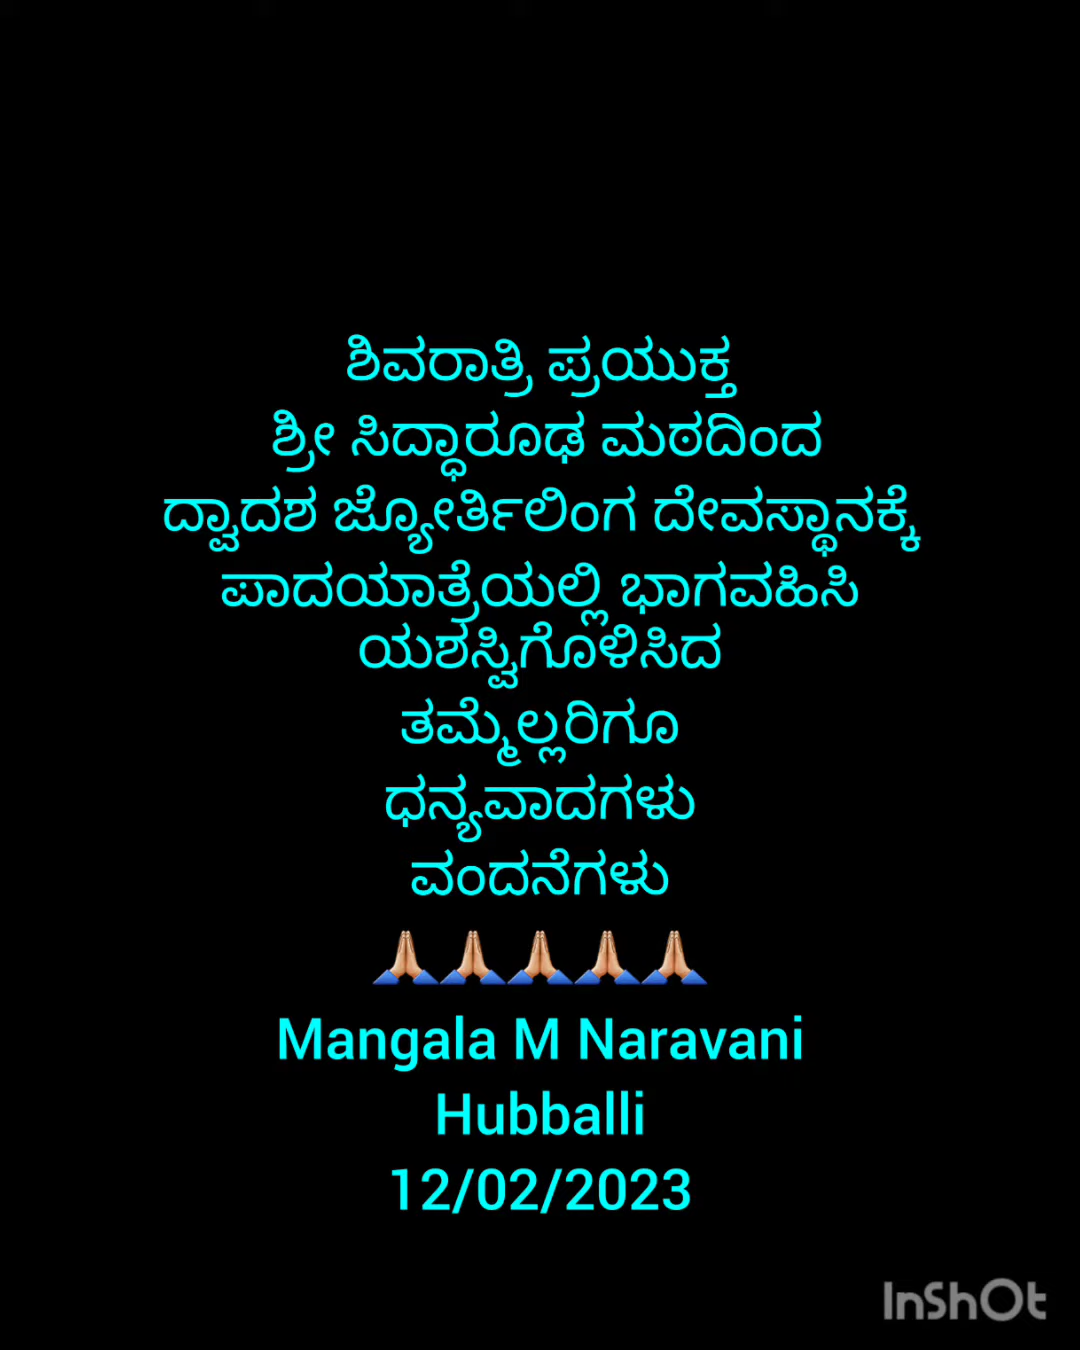 ಶಿವರಾತ್ರಿ ಪ್ರಯುಕ್ತ
ಶ್ರೀ ಸಿದ್ಧಾರೂಢ ಮಠದಿಂದ
ದ್ವಾದಶ ಜ್ಯೋರ್ತಿಲಿಂಗ ದೇವಸ್ಥಾನಕ್ಕೆ
ಪಾದಯಾತ್ರೆಯಲ್ಲಿ ಭಾಗವಹಿಸಿ
ಯಶಸ್ವಿಗೊಳಿಸಿದ
ತಮ್ಮೆಲ್ಲರಿಗೂ
ಧನ್ಯವಾದಗಳು
ವಂದನೆಗಳು
🙏🏼🙏🏼🙏🏼🙏🏼🙏🏼
Mangala M Naravani
Hubballi
12/02/2023
InShOt